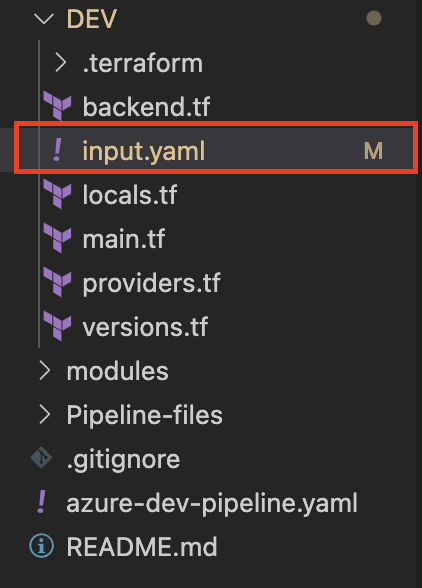 DEV
.terraform
backend.tf
! input.yaml M
locals.tf
main.tf
providers.tf
versions.tf
modules
Pipeline-files
.gitignore
! azure-dev-pipeline.yaml
README.md